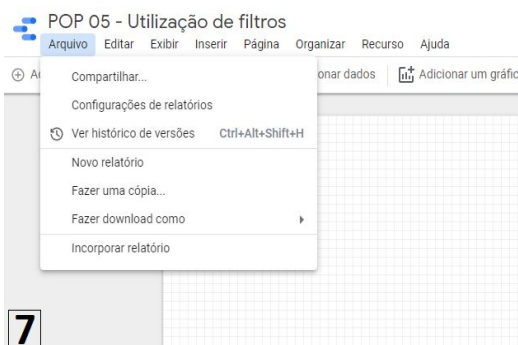 POP 05 - Utilização de filtros
Arquivo Editar Exibir Inserir Página Organizar Recurso Ajuda
onar dados Adicionar um gráfic
Compartilhar...
Configurações de relatórios
Ver histórico de versões Ctrl+Alt+Shift+H
Novo relatório
Fazer uma cópia...
Fazer download como
Incorporar relatório
7